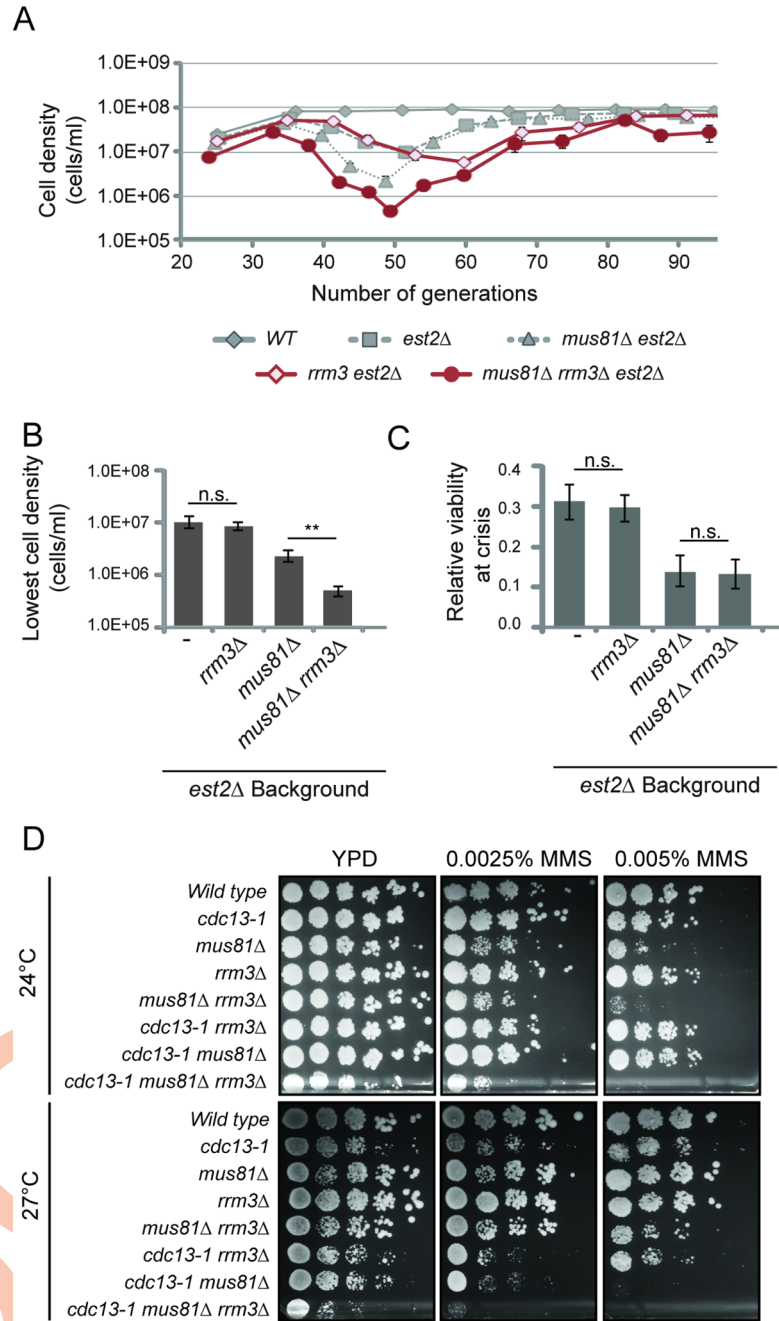 A
1.0E+09
1.0E+08
1.0E+07
1.0E+06
1.0E+05
Cell density
(cells/ml)
20 30 40 50 60 70 80 90
Number of generations
WT est2Δ mus81Δ est2Δ
rrm3 est2Δ mus81Δ rrm3Δ est2Δ
B
Lowest cell density
(cells/ml)
1.0E+08
1.0E+07
1.0E+06
1.0E+05
n.s.
**
- rrm3Δ mus81Δ mus81Δ rrm3Δ
est2Δ Background
C
Relative viability
at crisis
0.4
0.3
0.2
0.1
0.0
n.s.
n.s.
- rrm3Δ mus81Δ mus81Δ rrm3Δ
est2Δ Background
D
YPD 0.0025% MMS 0.005% MMS
24°C
Wild type
cdc13-1
mus81Δ
rrm3Δ
mus81Δ rrm3Δ
cdc13-1 rrm3Δ
cdc13-1 mus81Δ
cdc13-1 mus81Δ rrm3Δ
27°C
Wild type
cdc13-1
mus81Δ
rrm3Δ
mus81Δ rrm3Δ
cdc13-1 rrm3Δ
cdc13-1 mus81Δ
cdc13-1 mus81Δ rrm3Δ